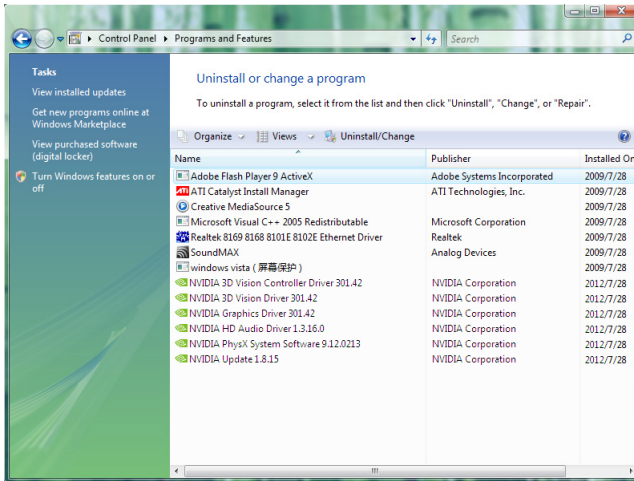 Control Panel ▸ Programs and Features
Search
Tasks
View installed updates
Get new programs online at
Windows Marketplace
View purchased software
(digital locker)
Turn Windows features on or
off
Uninstall or change a program
To uninstall a program, select it from the list and then click "Uninstall", "Change", or "Repair".
Organize Views Uninstall/Change
Name Publisher Installed On
Adobe Flash Player 9 ActiveX Adobe Systems Incorporated 2009/7/28
ATI Catalyst Install Manager ATI Technologies, Inc. 2009/7/28
Creative MediaSource 5 2009/7/28
Microsoft Visual C++ 2005 Redistributable Microsoft Corporation 2009/7/28
Realtek 8169 8168 8101E 8102E Ethernet Driver Realtek 2009/7/28
SoundMAX Analog Devices 2009/7/28
windows vista ( 屏幕保护 ) 2009/7/28
NVIDIA 3D Vision Controller Driver 301.42 NVIDIA Corporation 2012/7/28
NVIDIA 3D Vision Driver 301.42 NVIDIA Corporation 2012/7/28
NVIDIA Graphics Driver 301.42 NVIDIA Corporation 2012/7/28
NVIDIA HD Audio Driver 1.3.16.0 NVIDIA Corporation 2012/7/28
NVIDIA PhysX System Software 9.12.0213 NVIDIA Corporation 2012/7/28
NVIDIA Update 1.8.15 NVIDIA Corporation 2012/7/28